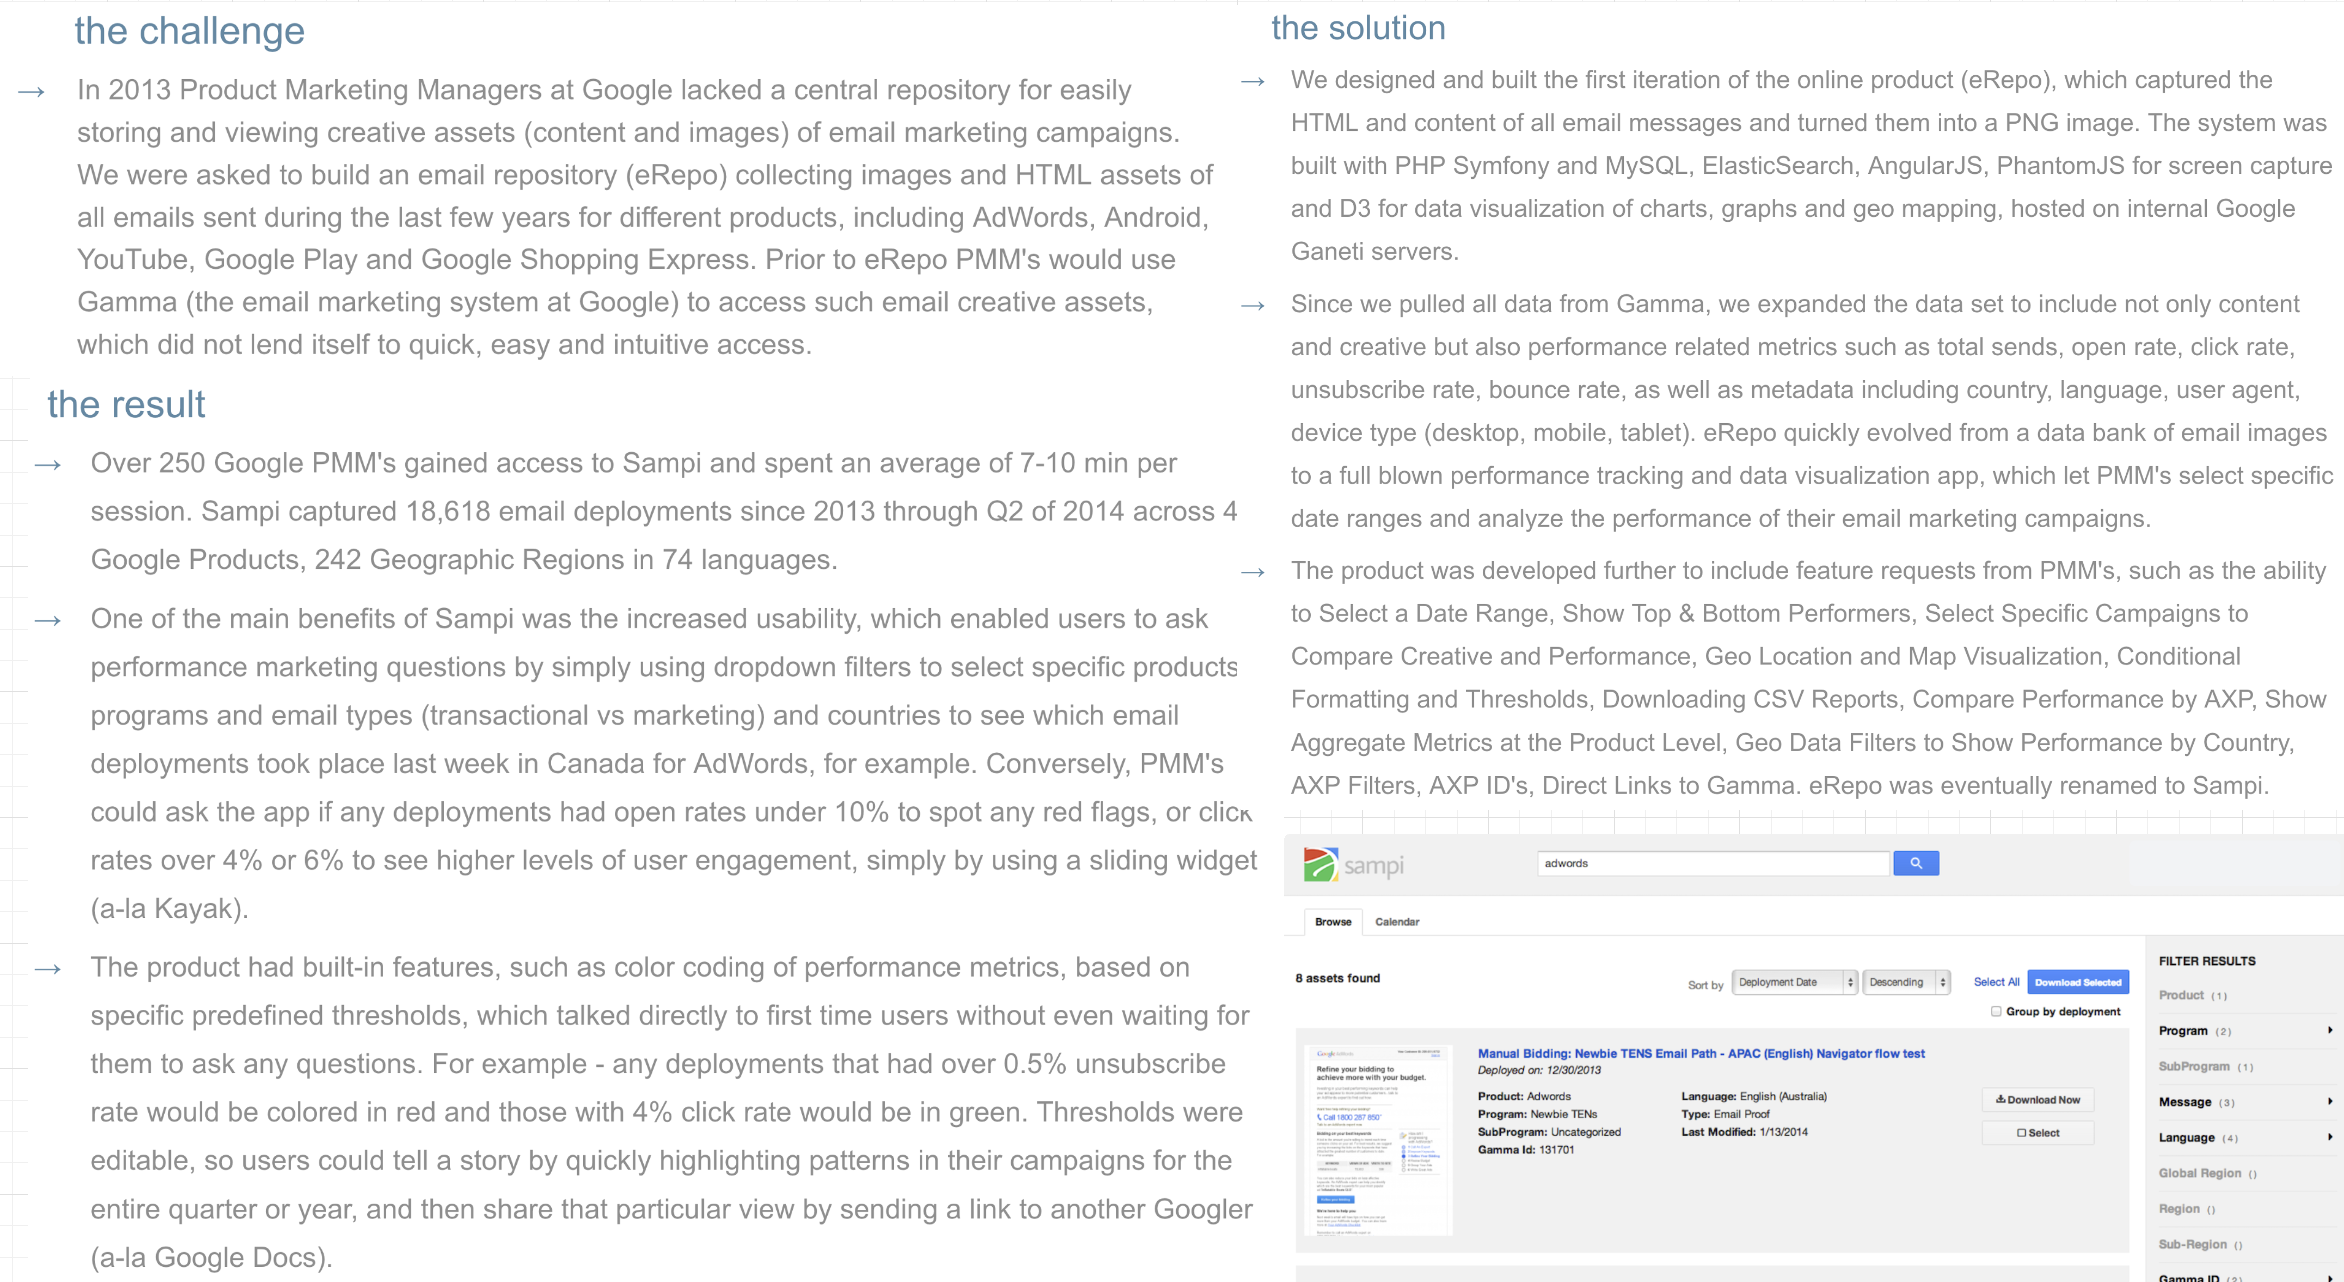 the challenge
In 2013 Product Marketing Managers at Google lacked a central repository for easily
storing and viewing creative assets (content and images) of email marketing campaigns.
We were asked to build an email repository (eRepo) collecting images and HTML assets of
all emails sent during the last few years for different products, including AdWords, Android,
YouTube, Google Play and Google Shopping Express. Prior to eRepo PMM's would use
Gamma (the email marketing system at Google) to access such email creative assets,
which did not lend itself to quick, easy and intuitive access.
the result
Over 250 Google PMM's gained access to Sampi and spent an average of 7-10 min per
session. Sampi captured 18,618 email deployments since 2013 through Q2 of 2014 across 4
Google Products, 242 Geographic Regions in 74 languages.
One of the main benefits of Sampi was the increased usability, which enabled users to ask
performance marketing questions by simply using dropdown filters to select specific products
programs and email types (transactional vs marketing) and countries to see which email
deployments took place last week in Canada for AdWords, for example. Conversely, PMM's
could ask the app if any deployments had open rates under 10% to spot any red flags, or click
rates over 4% or 6% to see higher levels of user engagement, simply by using a sliding widget
(a-la Kayak).
The product had built-in features, such as color coding of performance metrics, based on
specific predefined thresholds, which talked directly to first time users without even waiting for
them to ask any questions. For example - any deployments that had over 0.5% unsubscribe
rate would be colored in red and those with 4% click rate would be in green. Thresholds were
editable, so users could tell a story by quickly highlighting patterns in their campaigns for the
entire quarter or year, and then share that particular view by sending a link to another Googler
(a-la Google Docs).
the solution
We designed and built the first iteration of the online product (eRepo), which captured the
HTML and content of all email messages and turned them into a PNG image. The system was
built with PHP Symfony and MySQL, ElasticSearch, AngularJS, PhantomJS for screen capture
and D3 for data visualization of charts, graphs and geo mapping, hosted on internal Google
Ganeti servers.
Since we pulled all data from Gamma, we expanded the data set to include not only content
and creative but also performance related metrics such as total sends, open rate, click rate,
unsubscribe rate, bounce rate, as well as metadata including country, language, user agent,
device type (desktop, mobile, tablet). eRepo quickly evolved from a data bank of email images
to a full blown performance tracking and data visualization app, which let PMM's select specific
date ranges and analyze the performance of their email marketing campaigns.
The product was developed further to include feature requests from PMM's, such as the ability
to Select a Date Range, Show Top & Bottom Performers, Select Specific Campaigns to
Compare Creative and Performance, Geo Location and Map Visualization, Conditional
Formatting and Thresholds, Downloading CSV Reports, Compare Performance by AXP, Show
Aggregate Metrics at the Product Level, Geo Data Filters to Show Performance by Country,
AXP Filters, AXP ID's, Direct Links to Gamma. eRepo was eventually renamed to Sampi.
sampi
adwords
Browse Calendar
8 assets found
Sort by Deployment Date Descending Select All Download Selected
Group by deployment
Google AdWords
Refine your bidding to
achieve more with your budget.
Call 1800 287 850
Manual Bidding: Newbie TENS Email Path - APAC (English) Navigator flow test
Deployed on: 12/30/2013
Product: Adwords Language: English (Australia)
Program: Newbie TENs Type: Email Proof
SubProgram: Uncategorized Last Modified: 1/13/2014
Gamma Id: 131701
Download Now
Select
FILTER RESULTS
Product (1)
Program (2)
SubProgram (1)
Message (3)
Language (4)
Global Region ()
Region ()
Sub-Region ()
Gamma ID (2)